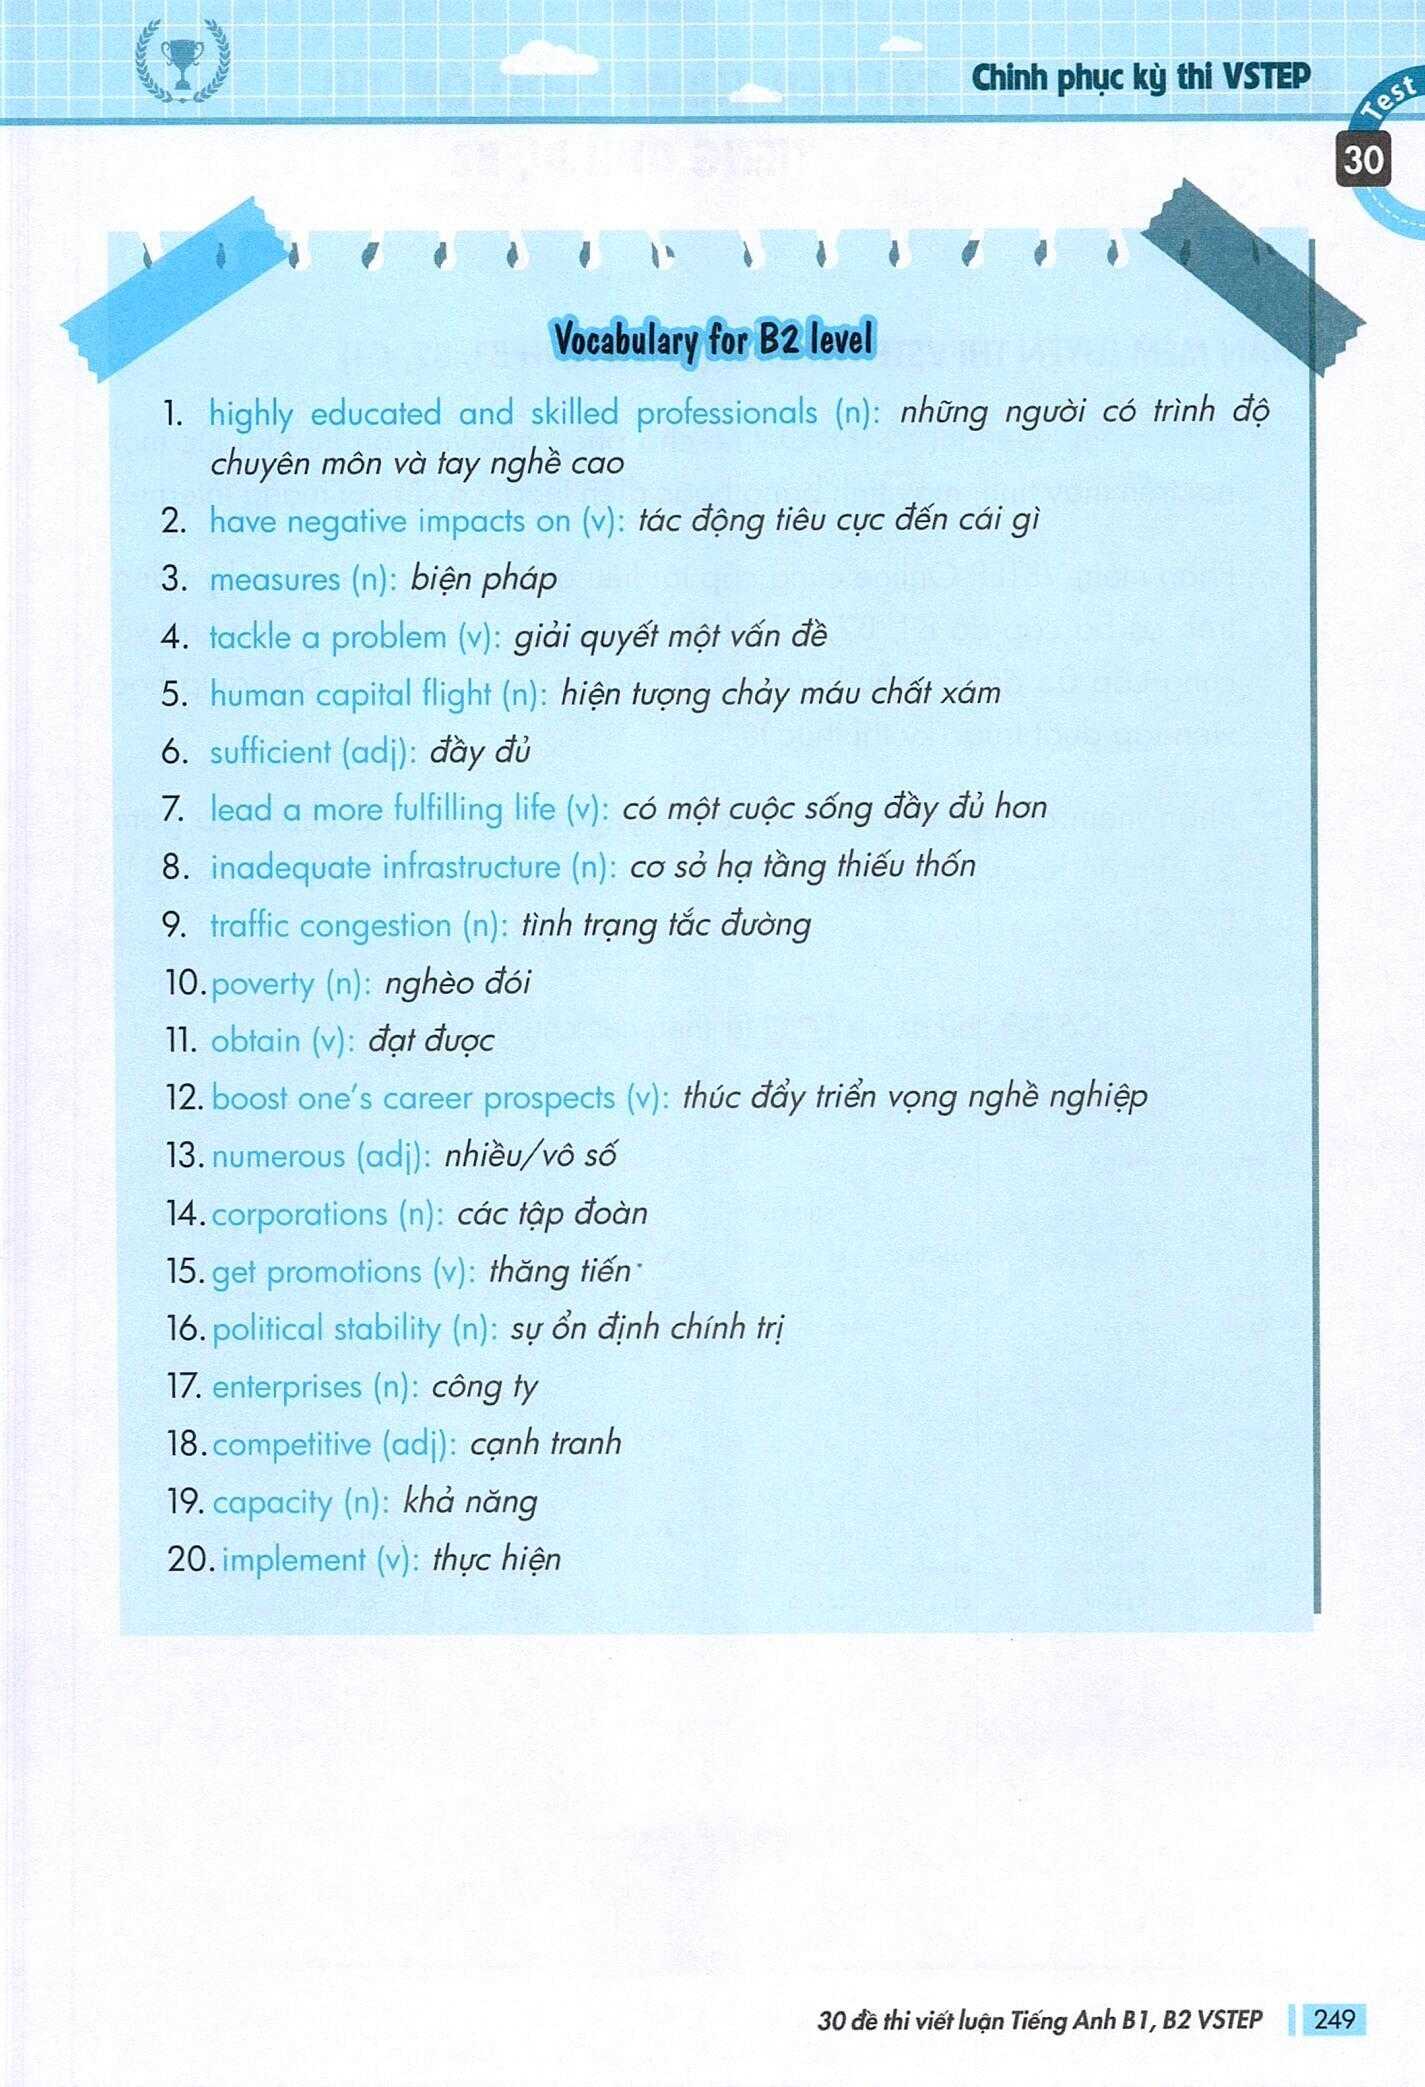 Chinh phục kỳ thi VSTEP
Test
30
Vocabulary for B2 level
1. highly educated and skilled professionals (n): những người có trình độ
chuyên môn và tay nghề cao
2. have negative impacts on (v): tác động tiêu cực đến cái gì
3. measures (n): biện pháp
4. tackle a problem (v): giải quyết một vấn đề
5. human capital flight (n): hiện tượng chảy máu chất xám
6. sufficient (adj): đầy đủ
7. lead a more fulfilling life (v): có một cuộc sống đầy đủ hơn
8. inadequate infrastructure (n): cơ sở hạ tầng thiếu thốn
9. traffic congestion (n): tình trạng tắc đường
10. poverty (n): nghèo đói
11. obtain (v): đạt được
12. boost one's career prospects (v): thúc đẩy triển vọng nghề nghiệp
13. numerous (adj): nhiều/vô số
14. corporations (n): các tập đoàn
15. get promotions (v): thăng tiến
16. political stability (n): sự ổn định chính trị
17. enterprises (n): công ty
18. competitive (adj): cạnh tranh
19. capacity (n): khả năng
20. implement (v): thực hiện
30 đề thi viết luận Tiếng Anh B1, B2 VSTEP 249